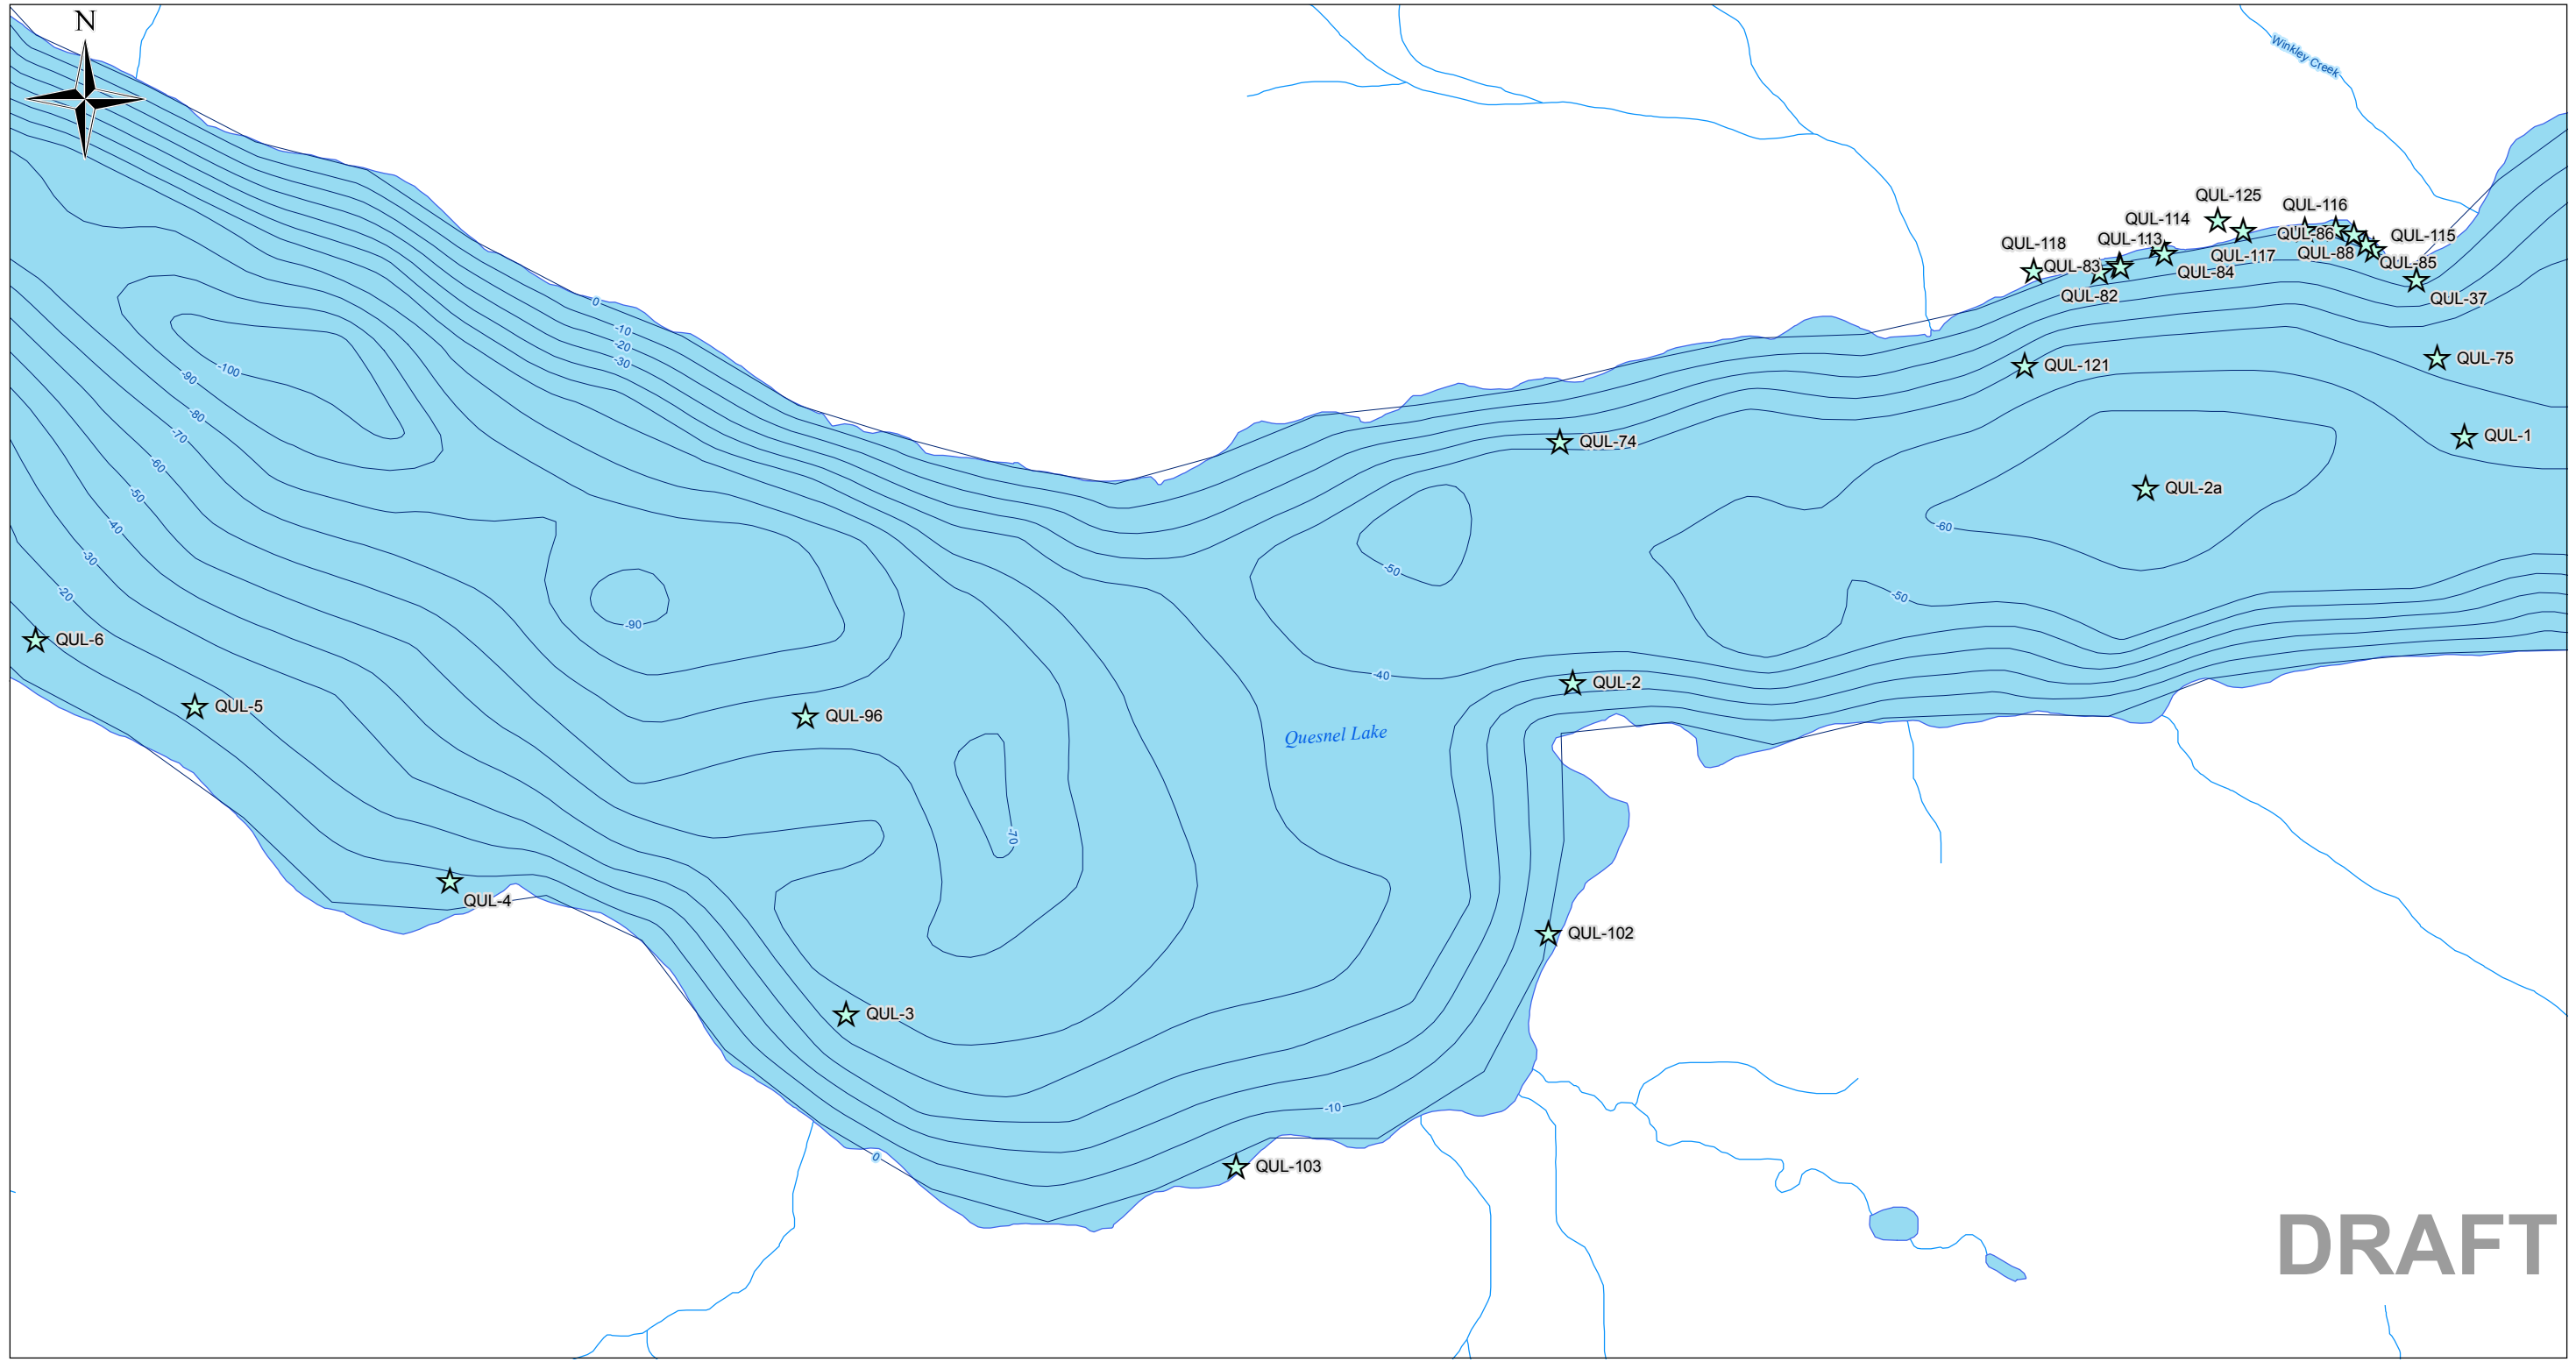 N
Winkley Creek
QUL-125
QUL-116
QUL-114
QUL-113
QUL-118
QUL-86
QUL-115
QUL-117
QUL-88
QUL-85
QUL-83
QUL-84
QUL-82
QUL-37
0
-10
-20
-30
QUL-75
QUL-121
-100
-90
-80
-70
QUL-1
QUL-74
-60
QUL-2a
-50
-40
-60
-30
-50
-20
-50
-90
QUL-6
-40
QUL-2
QUL-5
QUL-96
Quesnel Lake
-70
QUL-4
QUL-102
QUL-3
-10
0
QUL-103
DRAFT